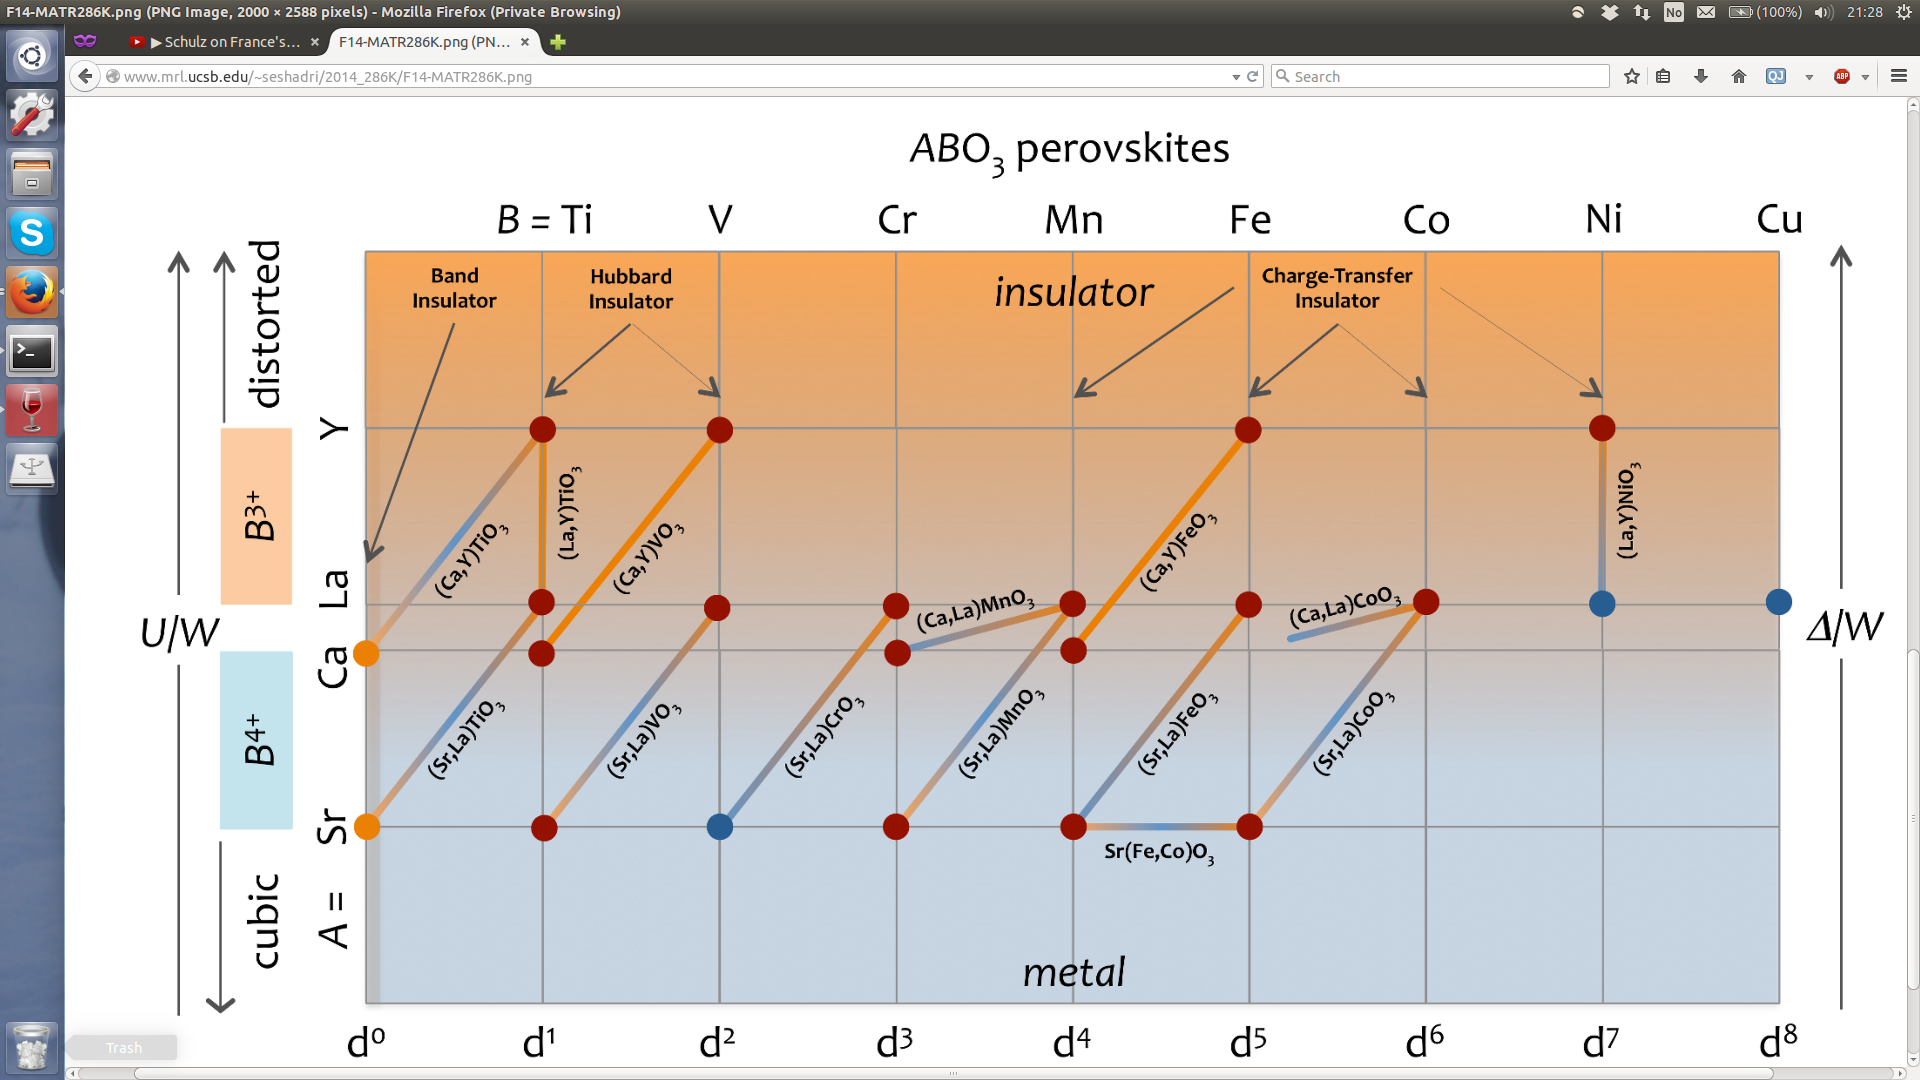 F14-MATR286K.png (PNG Image, 2000 × 2588 pixels) - Mozilla Firefox (Private Browsing)
No
(100%)
21:28
▶ Schulz on France's...
F14-MATR286K.png (PN...
www.mrl.ucsb.edu/~seshadri/2014_286K/F14-MATR286K.png
Search
QJ
ABP
ABO₃ perovskites
B = Ti V Cr Mn Fe Co Ni Cu
distorted
Band
Insulator
Hubbard
Insulator
insulator
Charge-Transfer
Insulator
Y
B³⁺
La
(Ca,Y)TiO₃
(La,Y)TiO₃
(Ca,Y)VO₃
(Ca,Y)FeO₃
(La,Y)NiO₃
(Ca,La)MnO₃
(Ca,La)CoO₃
U/W
Δ/W
Ca
B⁴⁺
(Sr,La)TiO₃
(Sr,La)VO₃
(Sr,La)CrO₃
(Sr,La)MnO₃
(Sr,La)FeO₃
(Sr,La)CoO₃
Sr
Sr(Fe,Co)O₃
A =
cubic
metal
d⁰ d¹ d² d³ d⁴ d⁵ d⁶ d⁷ d⁸
Trash